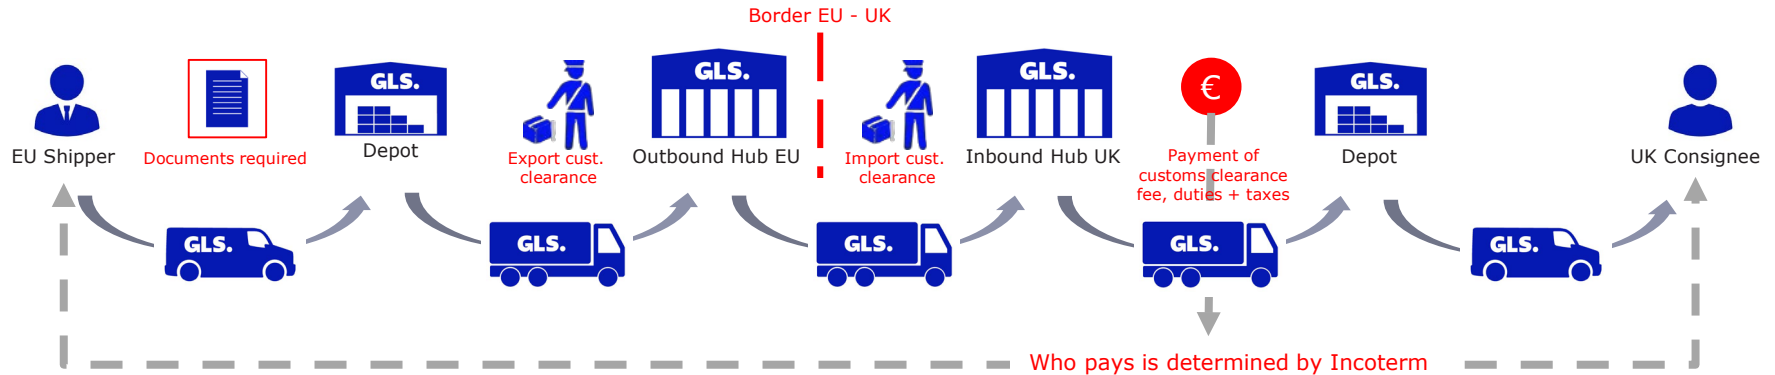 Border EU - UK
GLS.
GLS.
GLS.
€
GLS.
EU Shipper
Documents required
Depot
Export cust.
clearance
Outbound Hub EU
Import cust.
clearance
Inbound Hub UK
Payment of
customs clearance
fee, duties + taxes
Depot
UK Consignee
GLS.
GLS.
GLS.
GLS.
GLS.
Who pays is determined by Incoterm